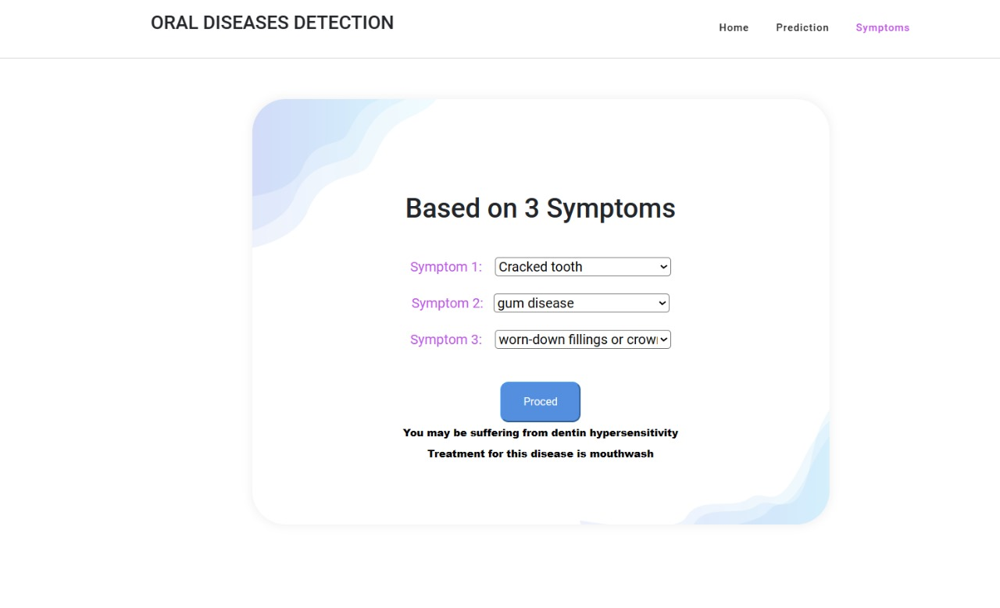 ORAL DISEASES DETECTION
Home Prediction Symptoms
Based on 3 Symptoms
Symptom 1: Cracked tooth
Symptom 2: gum disease
Symptom 3: worn-down fillings or crow
Proced
You may be suffering from dentin hypersensitivity
Treatment for this disease is mouthwash